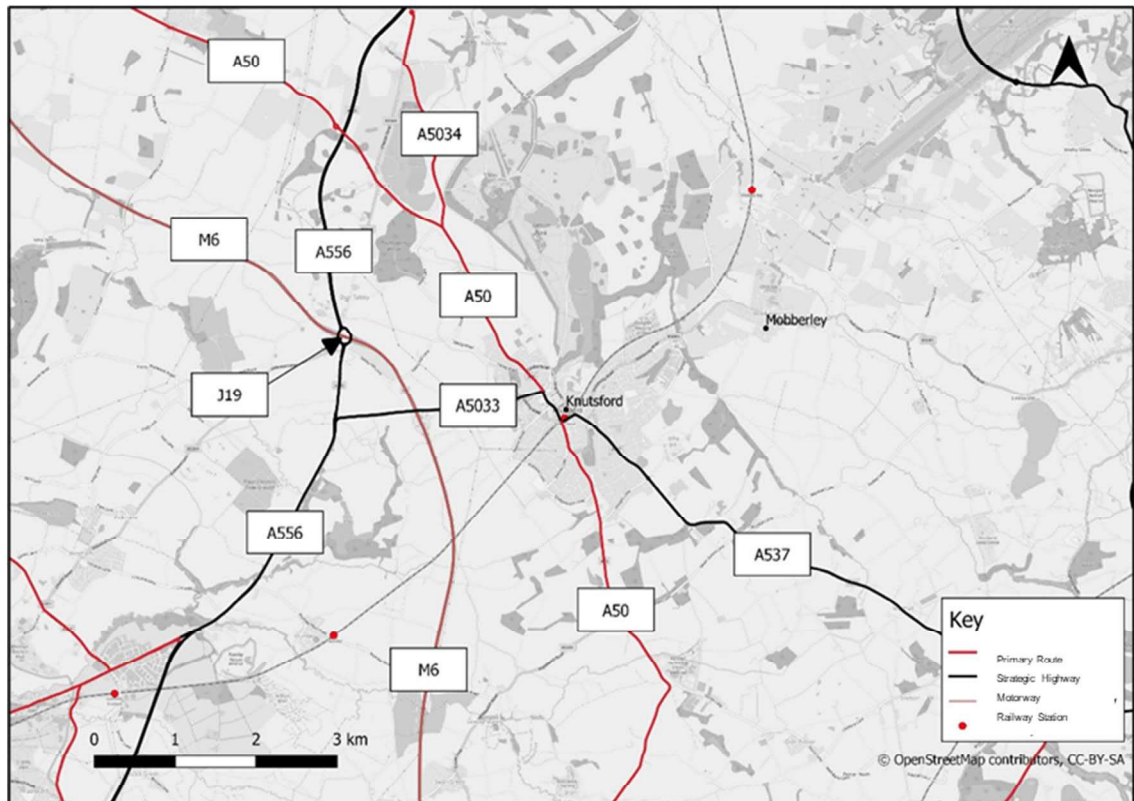 A50
A5034
M6
A556
A50
Mobberley
J19
A5033
Knutsford
A556
A537
A50
M6
Key
Primary Route
Strategic Highway
Motorway
Railway Station
0 1 2 3 km
© OpenStreetMap contributors, CC-BY-SA